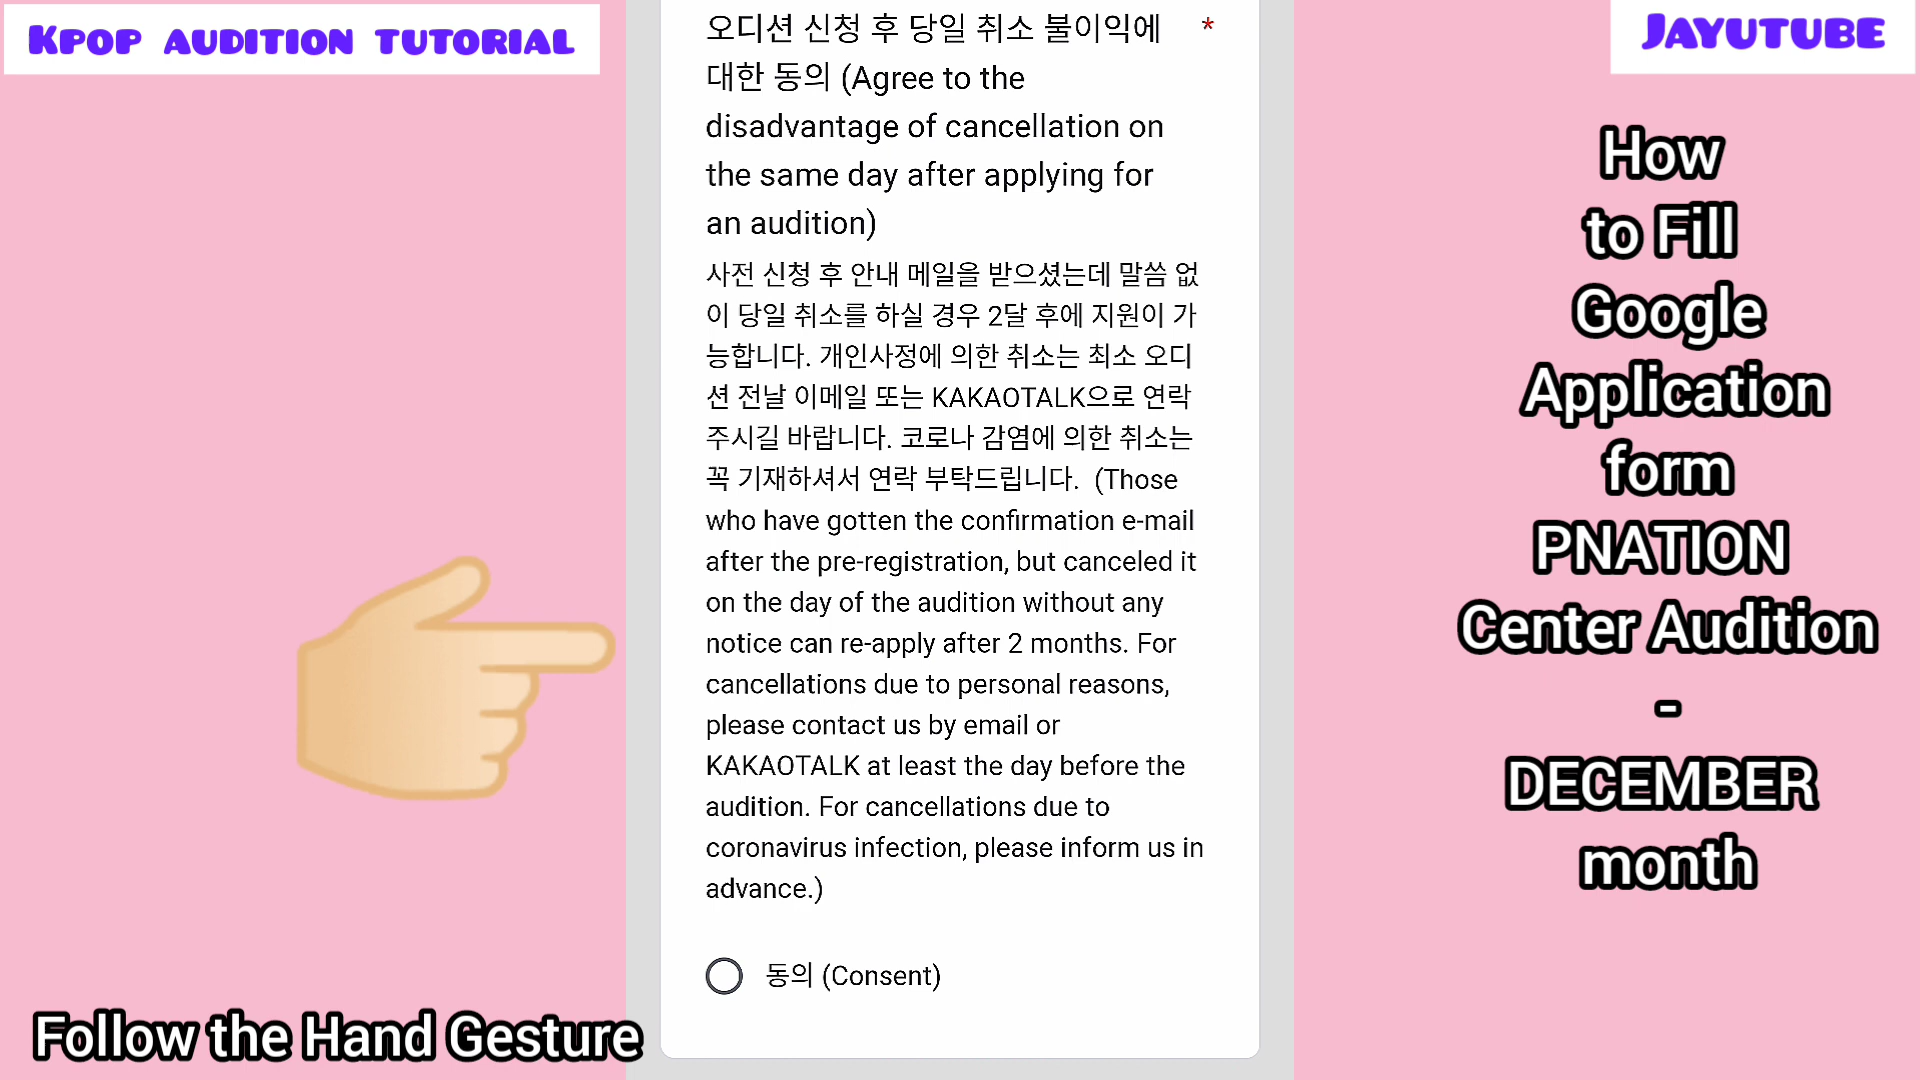 KPOP AUDITION TUTORIAL
JAYUTUBE
오디션 신청 후 당일 취소 불이익에 *
대한 동의 (Agree to the
disadvantage of cancellation on
the same day after applying for
an audition)
사전 신청 후 안내 메일을 받으셨는데 말씀 없
이 당일 취소를 하실 경우 2달 후에 지원이 가
능합니다. 개인사정에 의한 취소는 최소 오디
션 전날 이메일 또는 KAKAOTALK으로 연락
주시길 바랍니다. 코로나 감염에 의한 취소는
꼭 기재하셔서 연락 부탁드립니다. (Those
who have gotten the confirmation e-mail
after the pre-registration, but canceled it
on the day of the audition without any
notice can re-apply after 2 months. For
cancellations due to personal reasons,
please contact us by email or
KAKAOTALK at least the day before the
audition. For cancellations due to
coronavirus infection, please inform us in
advance.)
동의 (Consent)
How
to Fill
Google
Application
form
PNATION
Center Audition
-
DECEMBER
month
Follow the Hand Gesture